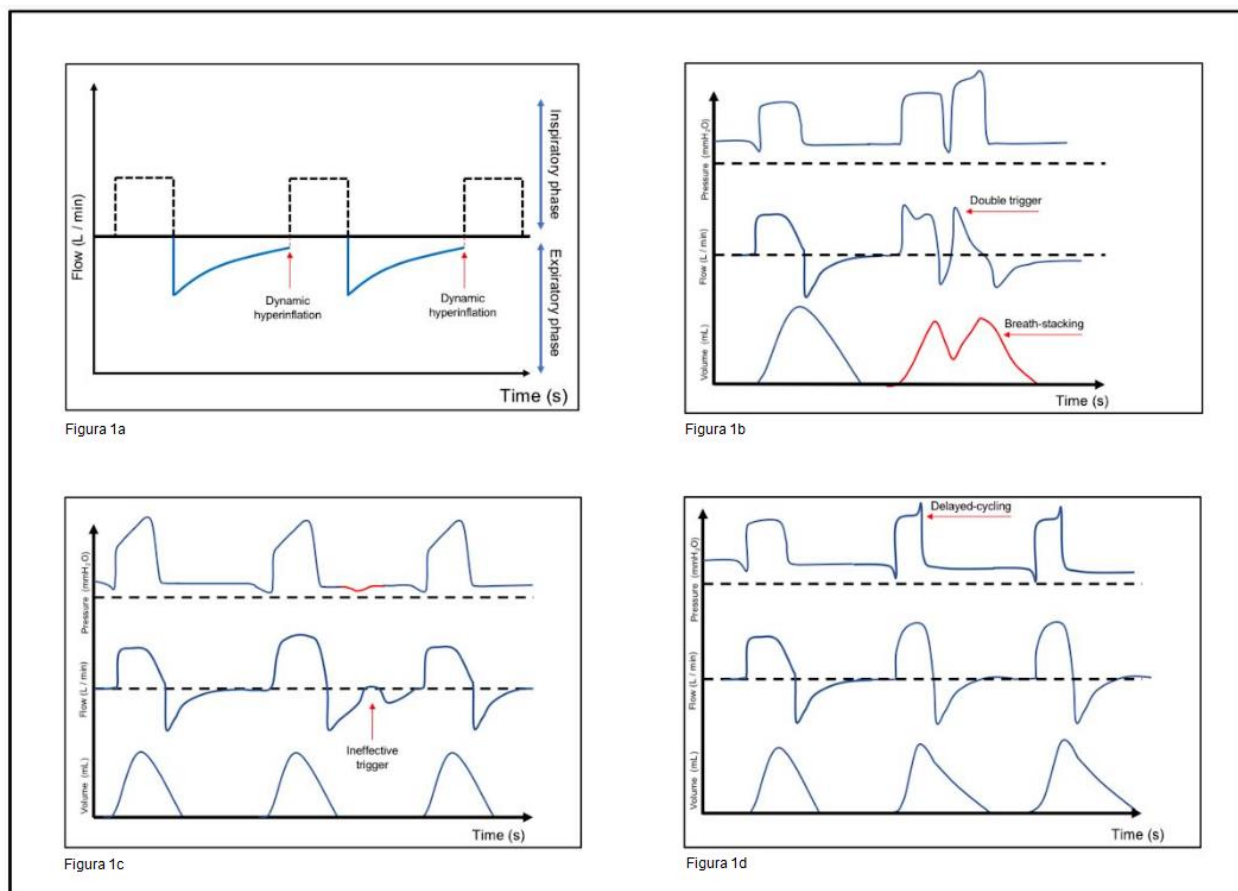 Flow (L / min)
Inspiratory phase
Expiratory phase
Dynamic
hyperinflation
Dynamic
hyperinflation
Time (s)
Figura 1a
Pressure (mmH₂O)
Flow (L / min)
Volume (mL)
Double trigger
Breath-stacking
Time (s)
Figura 1b
Pressure (mmH₂O)
Flow (L / min)
Volume (mL)
Ineffective
trigger
Time (s)
Figura 1c
Pressure (mmH₂O)
Flow (L / min)
Volume (mL)
Delayed-cycling
Time (s)
Figura 1d